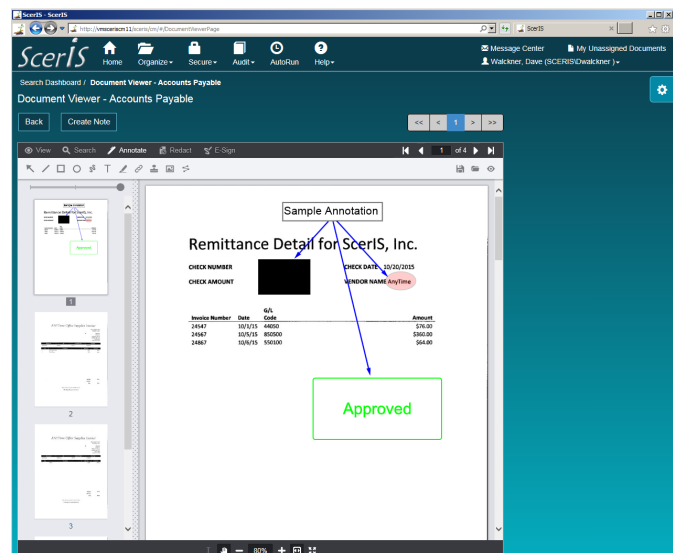 ScerIS - ScerIS
http://vmsceriscm11/sceris/cm/#/DocumentViewerPage
ScerIS
ScerIS
Home
Organize
Secure
Audit
AutoRun
Help
Message Center
My Unassigned Documents
Walckner, Dave (SCERIS\Dwalckner )
Search Dashboard / Document Viewer - Accounts Payable
Document Viewer - Accounts Payable
Back
Create Note
<< < 1 > >>
View Search Annotate Redact E-Sign
1 of 4
1
2
3
Sample Annotation
Remittance Detail for ScerIS, Inc.
CHECK NUMBER
CHECK DATE 10/20/2015
CHECK AMOUNT
VENDOR NAME AnyTime
G/L
Invoice Number Date Code Amount
24547 10/1/15 44050 $76.00
24567 10/5/15 650500 $360.00
24867 10/6/15 550100 $64.00
Approved
80%